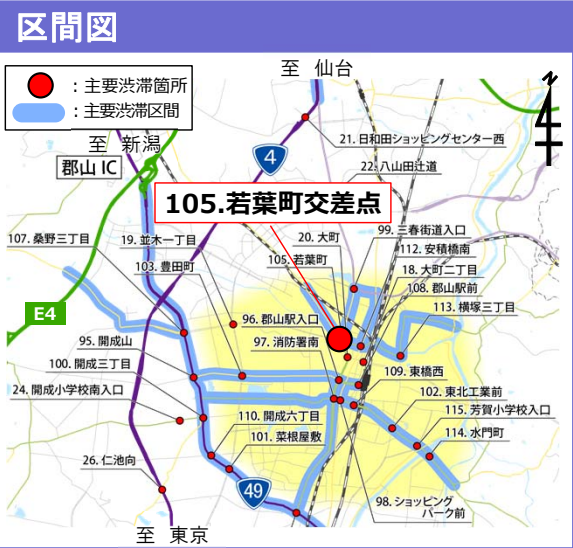 区間図
至 仙台
：主要渋滞箇所
：主要渋滞区間
至 新潟
郡山 IC
4
21. 日和田ショッピングセンター西
22. 八山田辻道
105.若葉町交差点
99. 三春街道入口
107. 桑野三丁目
19. 並木一丁目
20. 大町
112. 安積橋南
103. 豊田町
105. 若葉町
18. 大町二丁目
108. 郡山駅前
113. 横塚三丁目
E4
96. 郡山駅入口
95. 開成山
97. 消防署南
100. 開成三丁目
109. 東橋西
24. 開成小学校南入口
102. 東北工業前
110. 開成六丁目
115. 芳賀小学校入口
101. 菜根屋敷
114. 水門町
26. 仁池向
49
98. ショッピング
パーク前
至 東京